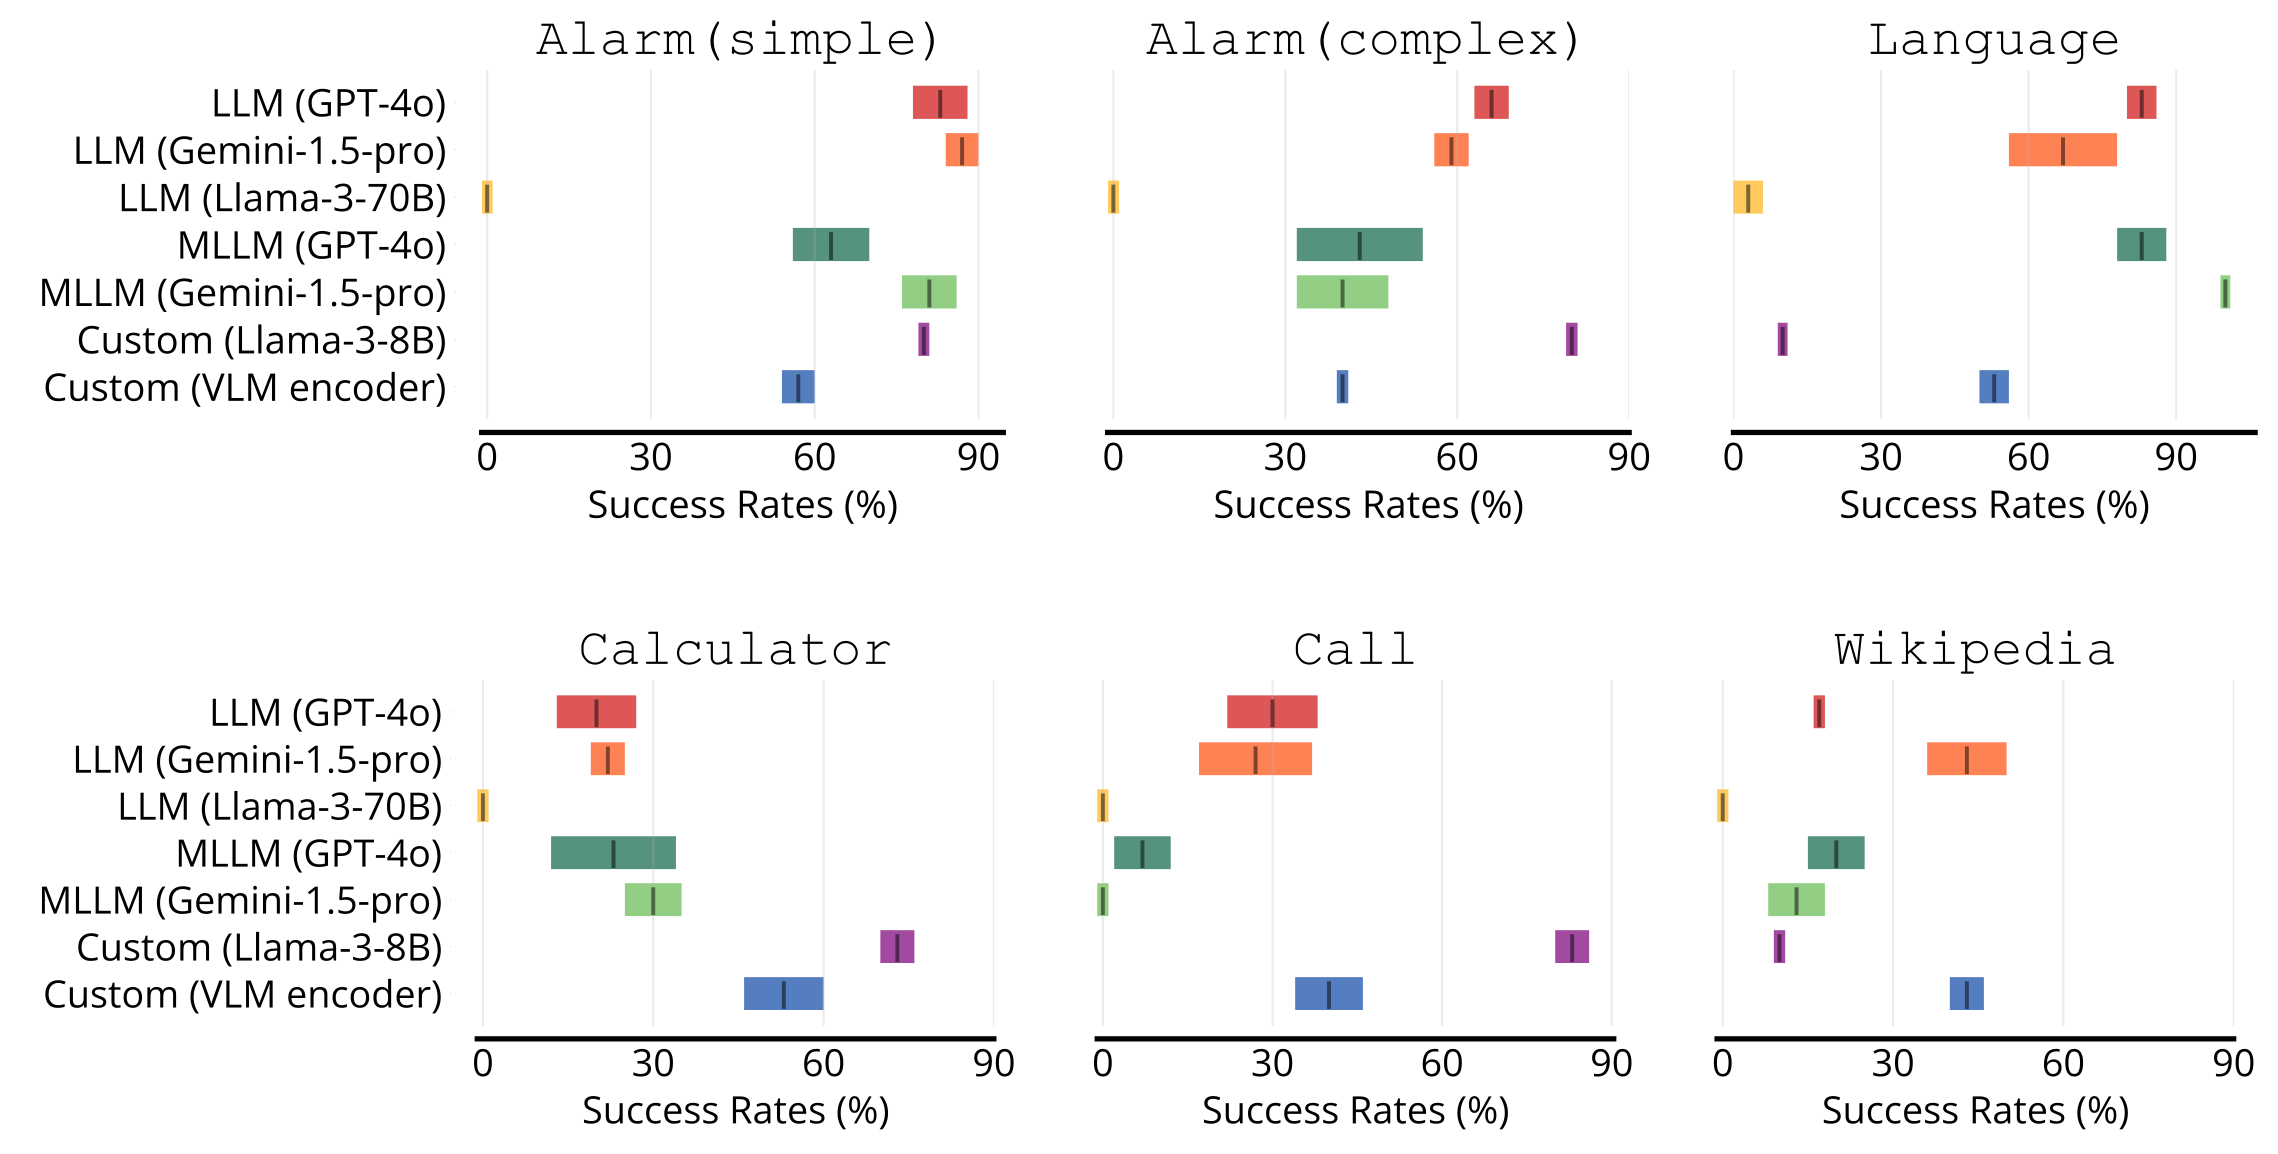 Alarm(simple) Alarm(complex) Language
LLM (GPT-4o)
LLM (Gemini-1.5-pro)
LLM (Llama-3-70B)
MLLM (GPT-4o)
MLLM (Gemini-1.5-pro)
Custom (Llama-3-8B)
Custom (VLM encoder)
0 30 60 90 0 30 60 90 0 30 60 90
Success Rates (%) Success Rates (%) Success Rates (%)
Calculator Call Wikipedia
LLM (GPT-4o)
LLM (Gemini-1.5-pro)
LLM (Llama-3-70B)
MLLM (GPT-4o)
MLLM (Gemini-1.5-pro)
Custom (Llama-3-8B)
Custom (VLM encoder)
0 30 60 90 0 30 60 90 0 30 60 90
Success Rates (%) Success Rates (%) Success Rates (%)